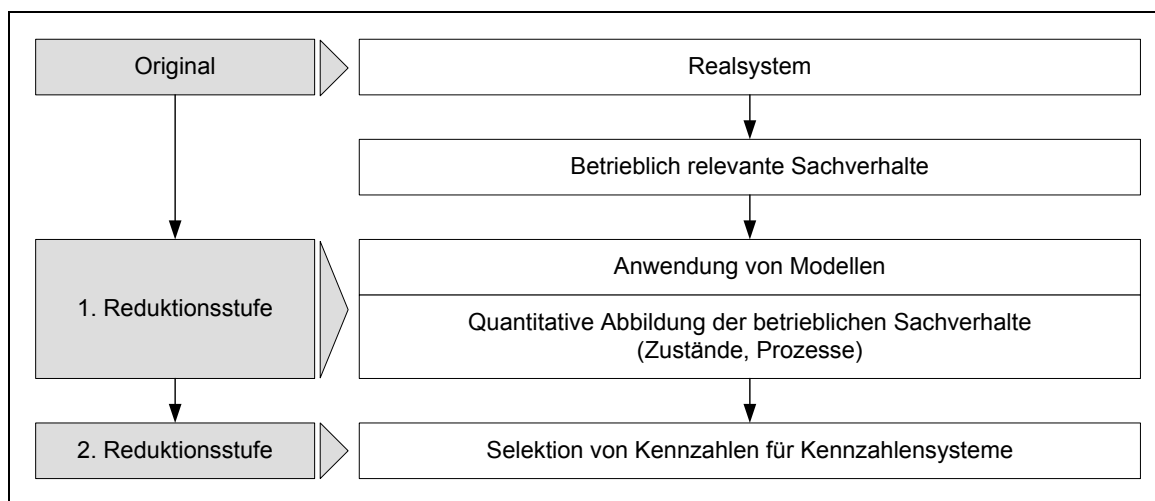 Original
Realsystem
Betrieblich relevante Sachverhalte
1. Reduktionsstufe
Anwendung von Modellen
Quantitative Abbildung der betrieblichen Sachverhalte
(Zustände, Prozesse)
2. Reduktionsstufe
Selektion von Kennzahlen für Kennzahlensysteme